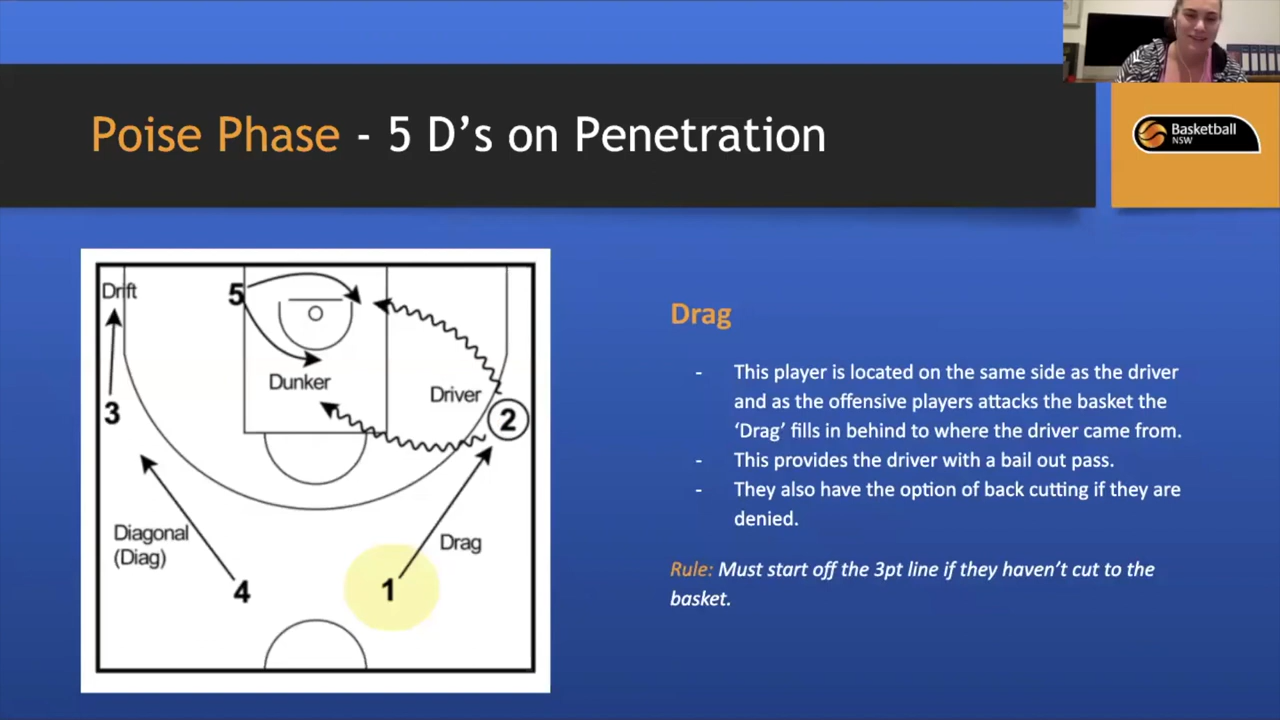 Poise Phase - 5 D's on Penetration
Basketball
NSW
Drift
5
Dunker
Driver
3
2
Diagonal
(Diag)
Drag
4
1
Drag
- This player is located on the same side as the driver
and as the offensive players attacks the basket the
‘Drag’ fills in behind to where the driver came from.
- This provides the driver with a bail out pass.
- They also have the option of back cutting if they are
denied.
Rule: Must start off the 3pt line if they haven't cut to the
basket.